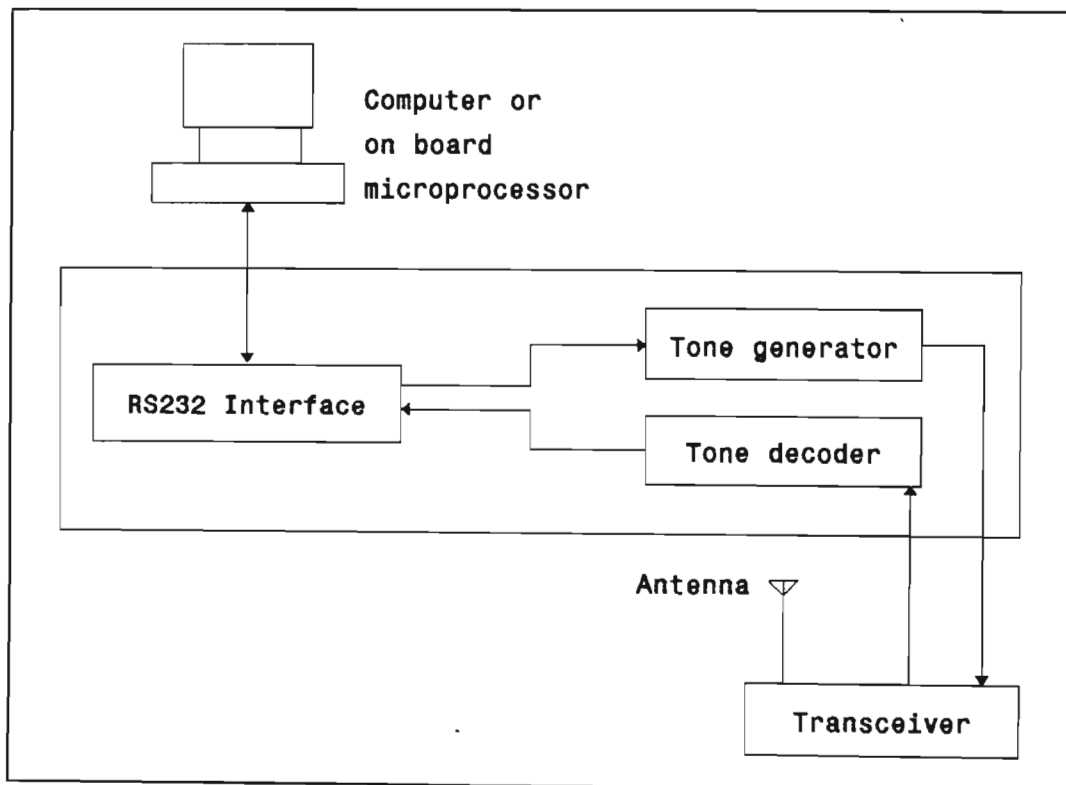 Computer or
on board
microprocessor
Tone generator
RS232 Interface
Tone decoder
Antenna
Transceiver